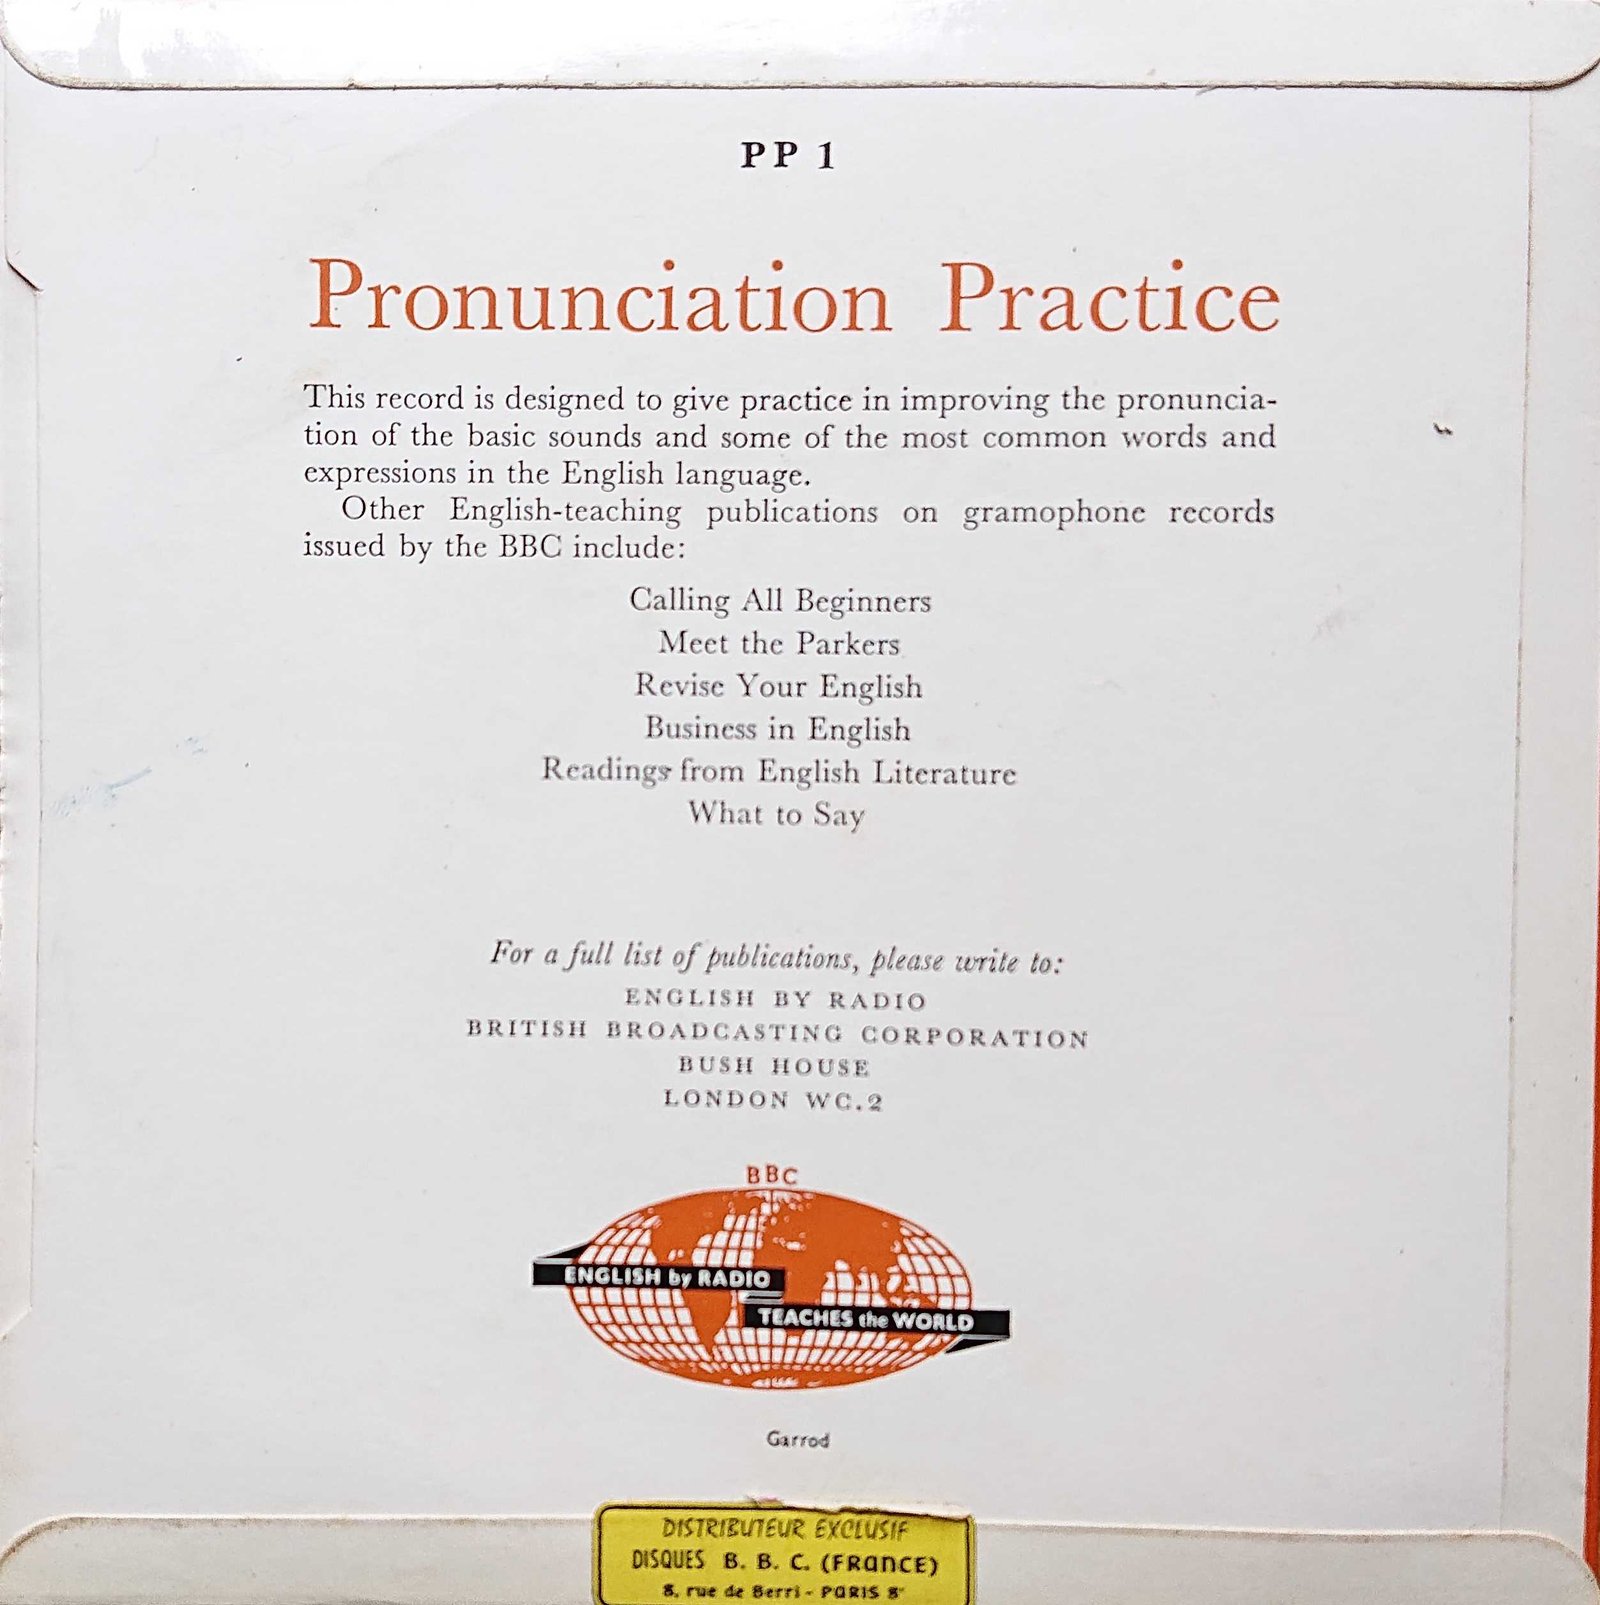 PP 1
Pronunciation Practice
This record is designed to give practice in improving the pronuncia-
tion of the basic sounds and some of the most common words and
expressions in the English language.
Other English-teaching publications on gramophone records
issued by the BBC include:
Calling All Beginners
Meet the Parkers
Revise Your English
Business in English
Readings from English Literature
What to Say
For a full list of publications, please write to:
ENGLISH BY RADIO
BRITISH BROADCASTING CORPORATION
BUSH HOUSE
LONDON WC.2
BBC
ENGLISH by RADIO
TEACHES the WORLD
Garrod
DISTRIBUTEUR EXCLUSIF
DISQUES B. B. C. (FRANCE)
8, rue de Berri - PARIS 8ᵉ